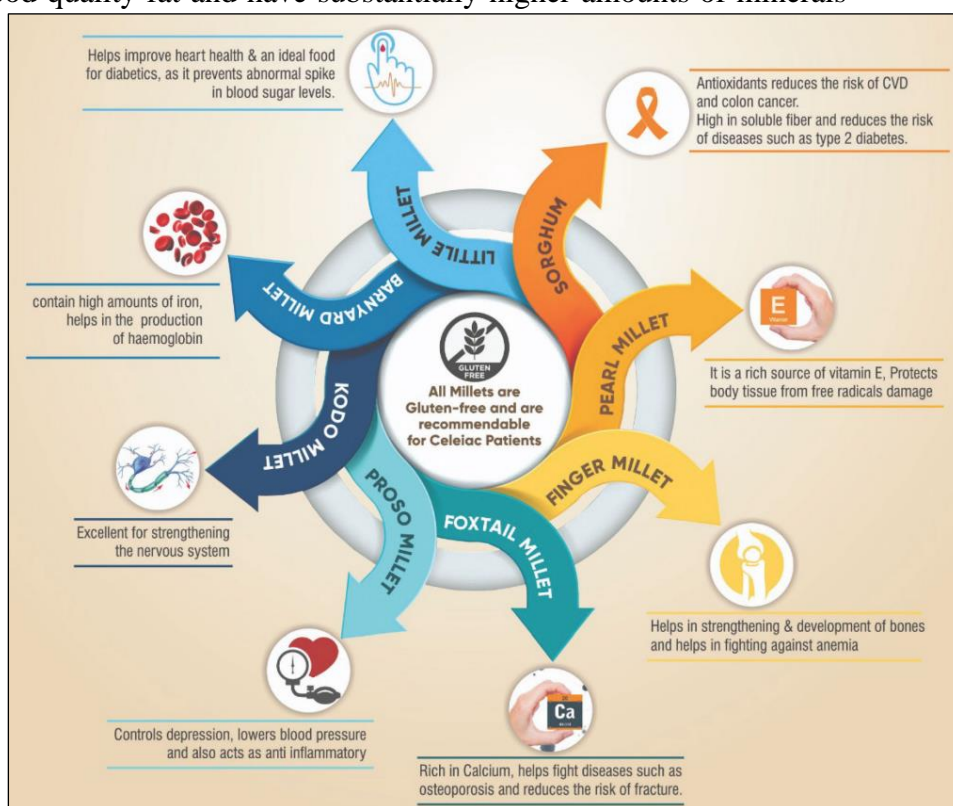 ood quality fat and have substantially higher amounts of minerals
Helps improve heart health & an ideal food
for diabetics, as it prevents abnormal spike
in blood sugar levels.
Antioxidants reduces the risk of CVD
and colon cancer.
High in soluble fiber and reduces the risk
of diseases such as type 2 diabetes.
LITTILE MILLET
SORGHUM
BARNYARD MILLET
contain high amounts of iron,
helps in the production
of haemoglobin
PEARL MILLET
E
Vitamin
It is a rich source of vitamin E, Protects
body tissue from free radicals damage
GLUTEN
FREE
All Millets are
Gluten-free and are
recommendable
for Celeiac Patients
KODO MILLET
Excellent for strengthening
the nervous system
PROSO MILLET
FOXTAIL MILLET
FINGER MILLET
Helps in strengthening & development of bones
and helps in fighting against anemia
Controls depression, lowers blood pressure
and also acts as anti inflammatory
Ca
Rich in Calcium, helps fight diseases such as
osteoporosis and reduces the risk of fracture.